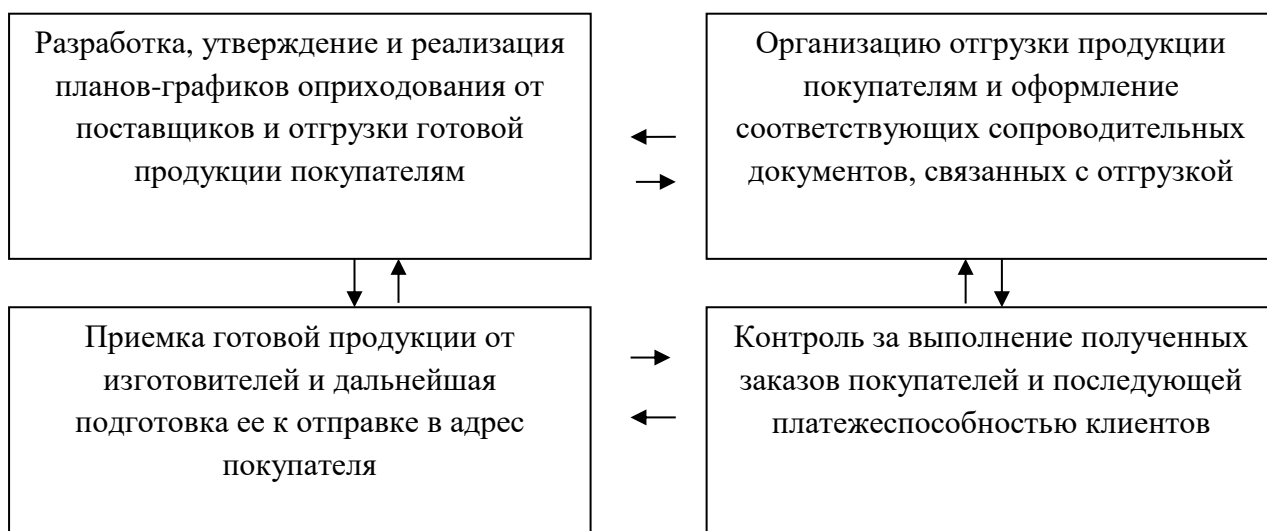 Разработка, утверждение и реализация
планов-графиков оприходования от
поставщиков и отгрузки готовой
продукции покупателям
Организацию отгрузки продукции
покупателям и оформление
соответствующих сопроводительных
документов, связанных с отгрузкой
Приемка готовой продукции от
изготовителей и дальнейшая
подготовка ее к отправке в адрес
покупателя
Контроль за выполнение полученных
заказов покупателей и последующей
платежеспособностью клиентов